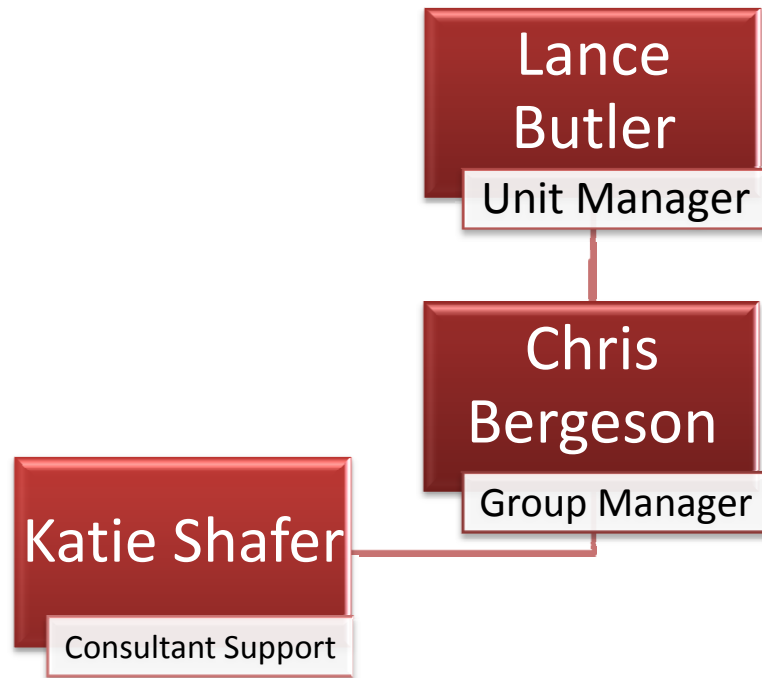 Lance
Butler
Unit Manager
Chris
Bergeson
Group Manager
Katie Shafer
Consultant Support